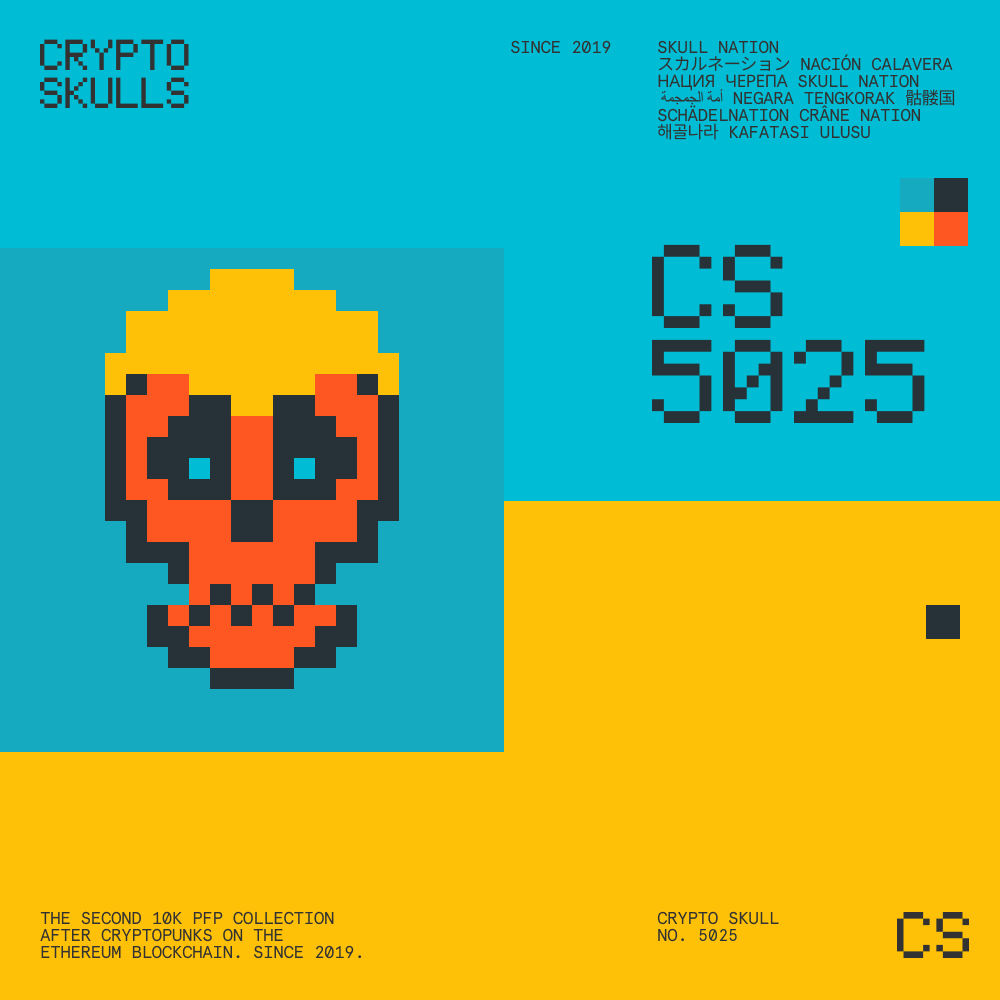 CRYPTO
SKULLS
SINCE 2019
SKULL NATION
スカルネーション NACIÓN CALAVERA
НАЦИЯ ЧЕРЕПА SKULL NATION
أمة الجمجمة NEGARA TENGKORAK 骷髅国
SCHÄDELNATION CRÂNE NATION
해골나라 KAFATASI ULUSU
CS
5025
THE SECOND 10K PFP COLLECTION
AFTER CRYPTOPUNKS ON THE
ETHEREUM BLOCKCHAIN. SINCE 2019.
CRYPTO SKULL
NO. 5025
CS